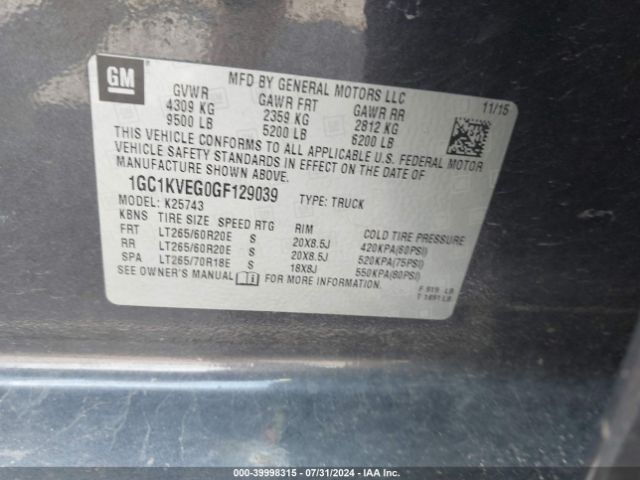 GM
MFD BY GENERAL MOTORS LLC
11/15
GVWR GAWR FRT GAWR RR
4309 KG 2359 KG 2812 KG
9500 LB 5200 LB 6200 LB
THIS VEHICLE CONFORMS TO ALL APPLICABLE U.S. FEDERAL MOTOR
VEHICLE SAFETY STANDARDS IN EFFECT ON THE DATE OF
MANUFACTURE SHOWN ABOVE.
1GC1KVEG0GF129039 TYPE: TRUCK
MODEL: K25743
KBNS TIRE SIZE SPEED RTG RIM COLD TIRE PRESSURE
FRT LT265/60R20E S 20X8.5J 420KPA(60PSI)
RR LT265/60R20E S 20X8.5J 520KPA(75PSI)
SPA LT265/70R18E S 18X8J 550KPA(80PSI)
SEE OWNER'S MANUAL FOR MORE INFORMATION.
F 919 LB
T 1491 LB
000-39998315 | 07/31/2024 | IAA Inc.